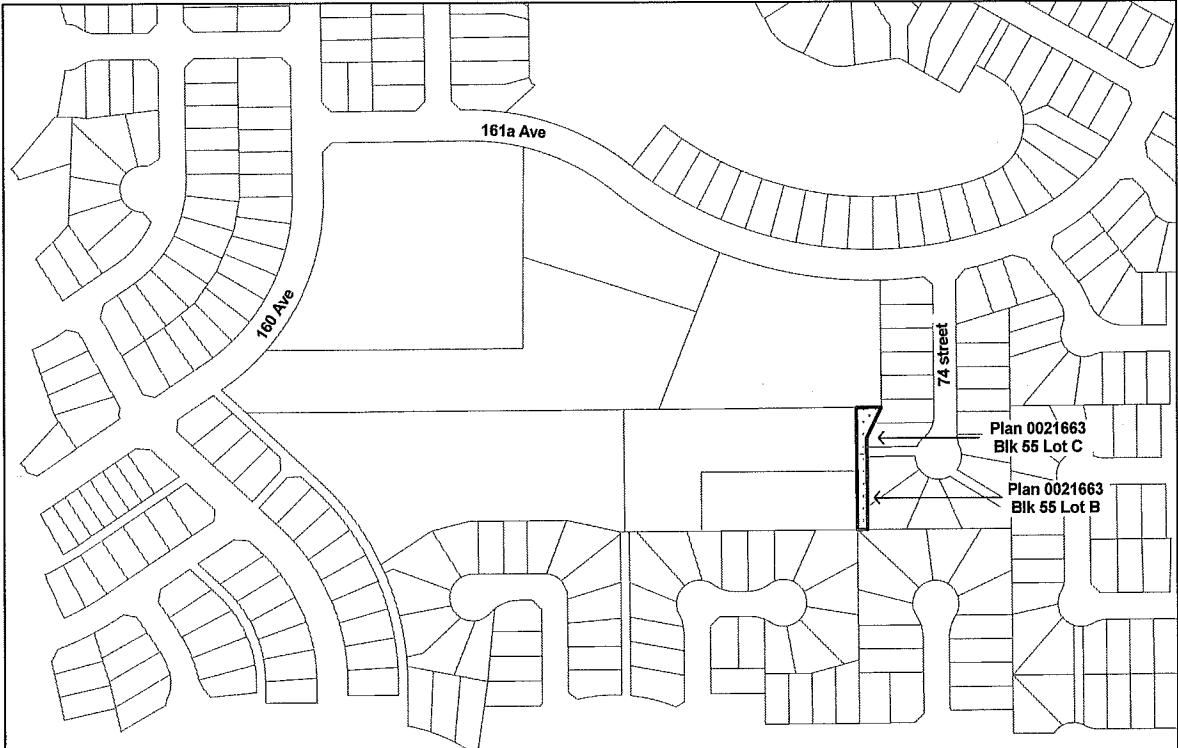 161a Ave
160 Ave
74 street
Plan 0021663
Blk 55 Lot C
Plan 0021663
Blk 55 Lot B